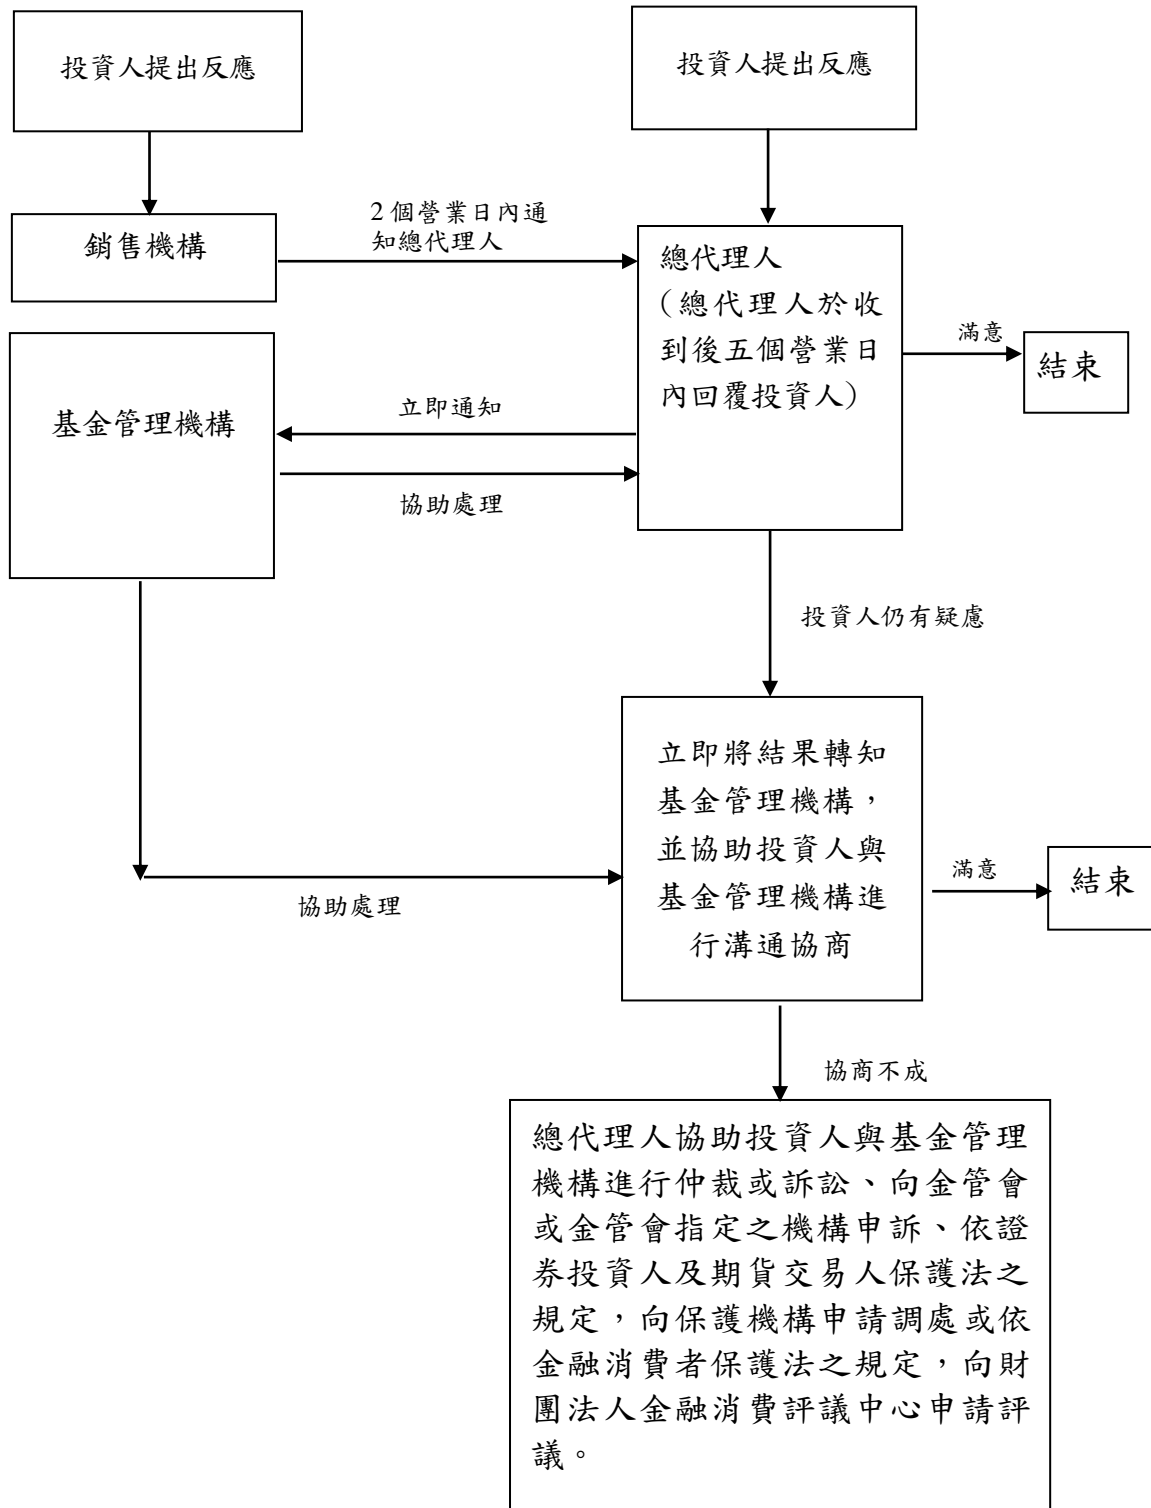 投資人提出反應
投資人提出反應
銷售機構
2 個營業日內通
知總代理人
總代理人
（總代理人於收
到後五個營業日
內回覆投資人）
滿意
結束
基金管理機構
立即通知
協助處理
投資人仍有疑慮
立即將結果轉知
基金管理機構，
並協助投資人與
基金管理機構進
行溝通協商
滿意
結束
協助處理
協商不成
總代理人協助投資人與基金管理
機構進行仲裁或訴訟、向金管會
或金管會指定之機構申訴、依證
券投資人及期貨交易人保護法之
規定，向保護機構申請調處或依
金融消費者保護法之規定，向財
團法人金融消費評議中心申請評
議。